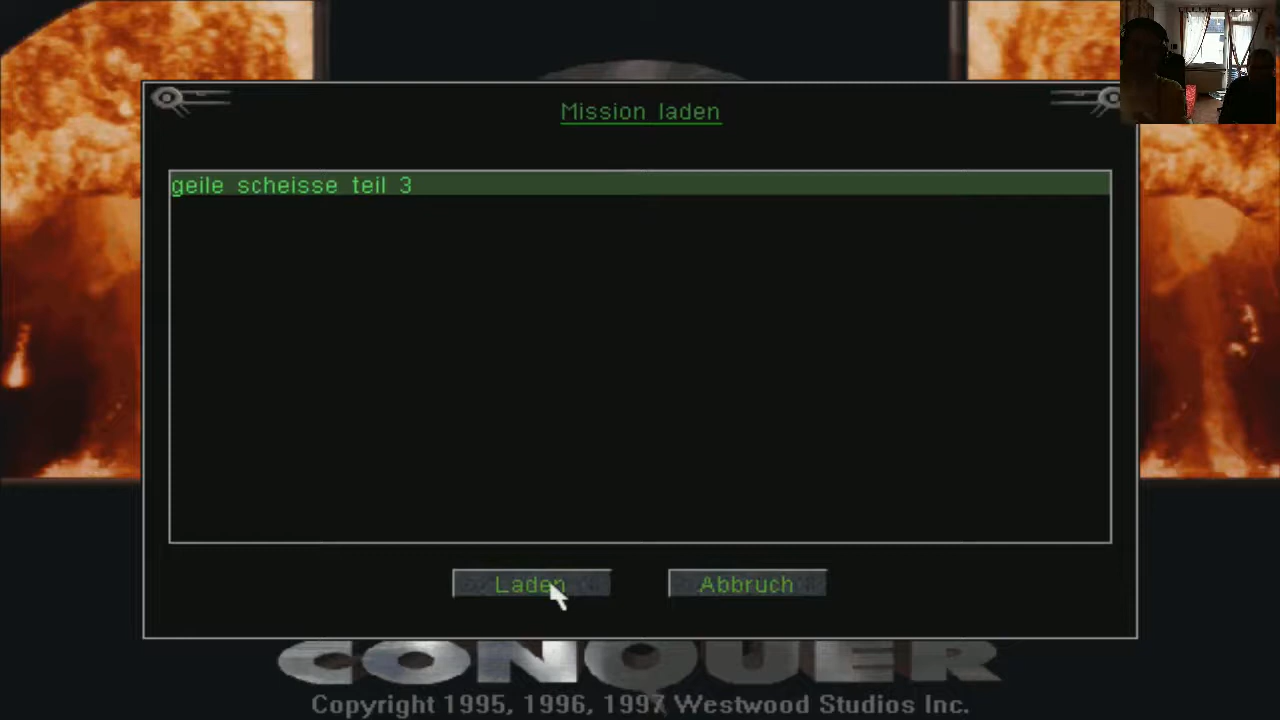 Mission laden
geile scheisse teil 3
Laden
Abbruch
CONQUER
Copyright 1995, 1996, 1997 Westwood Studios Inc.